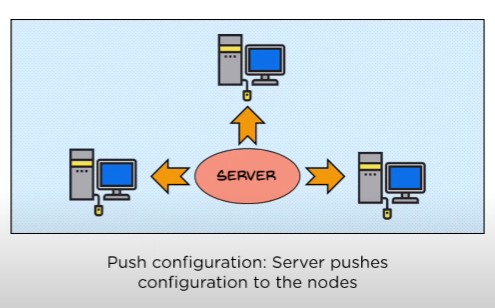 SERVER
Push configuration: Server pushes
configuration to the nodes